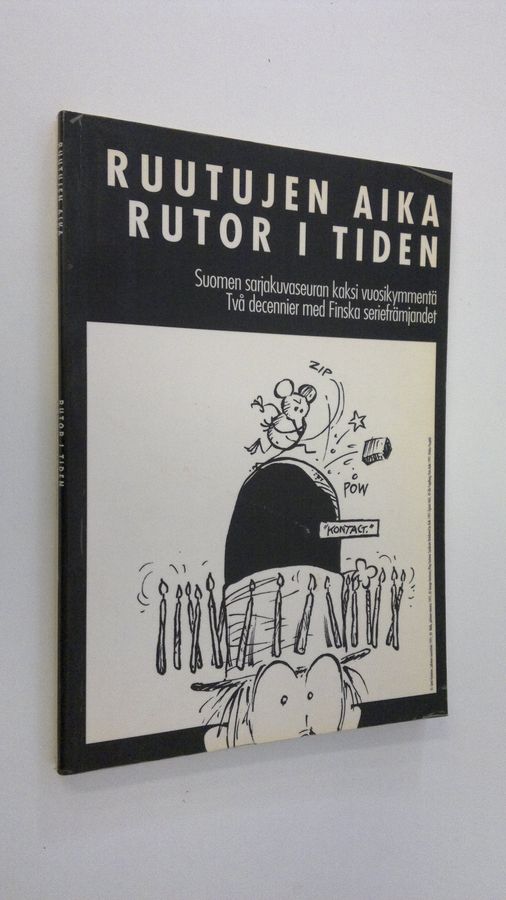 RUUTUJEN AIKA
RUTOR I TIDEN
Suomen sarjakuvaseuran kaksi vuosikymmentä
Två decennier med Finska seriefrämjandet
ZIP
POW
"KONTACT."
RUUTUJEN AIKA
RUTOR I TIDEN